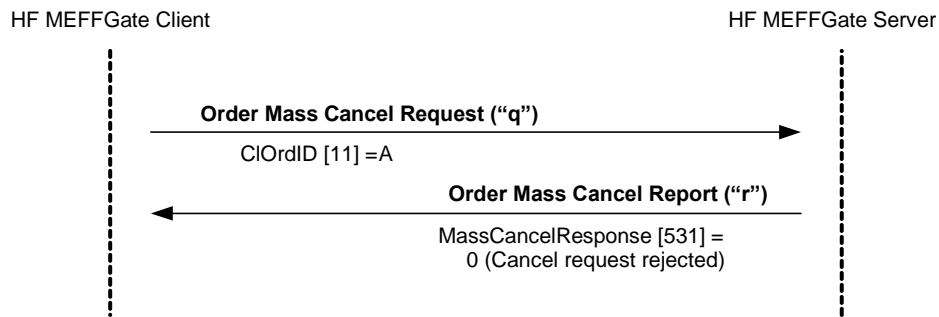 HF MEFFGate Client
HF MEFFGate Server
Order Mass Cancel Request (“q”)
ClOrdID [11] =A
Order Mass Cancel Report (“r”)
MassCancelResponse [531] =
0 (Cancel request rejected)